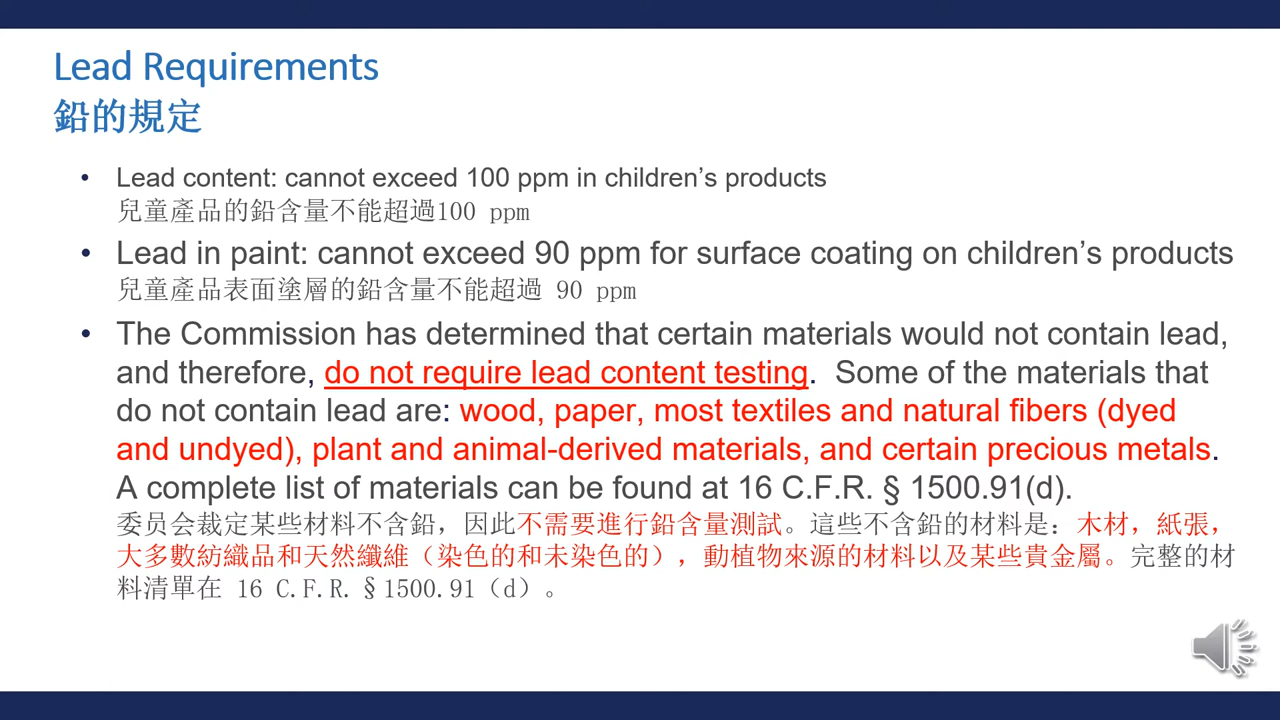 Lead Requirements
鉛的規定
• Lead content: cannot exceed 100 ppm in children’s products
兒童產品的鉛含量不能超過100 ppm
• Lead in paint: cannot exceed 90 ppm for surface coating on children’s products
兒童產品表面塗層的鉛含量不能超過 90 ppm
• The Commission has determined that certain materials would not contain lead,
and therefore, do not require lead content testing. Some of the materials that
do not contain lead are: wood, paper, most textiles and natural fibers (dyed
and undyed), plant and animal-derived materials, and certain precious metals.
A complete list of materials can be found at 16 C.F.R. § 1500.91(d).
委员会裁定某些材料不含鉛，因此不需要進行鉛含量測試。這些不含鉛的材料是：木材，紙張，
大多數紡織品和天然纖維（染色的和未染色的），動植物來源的材料以及某些貴金屬。完整的材
料清單在 16 C.F.R. §1500.91（d）。